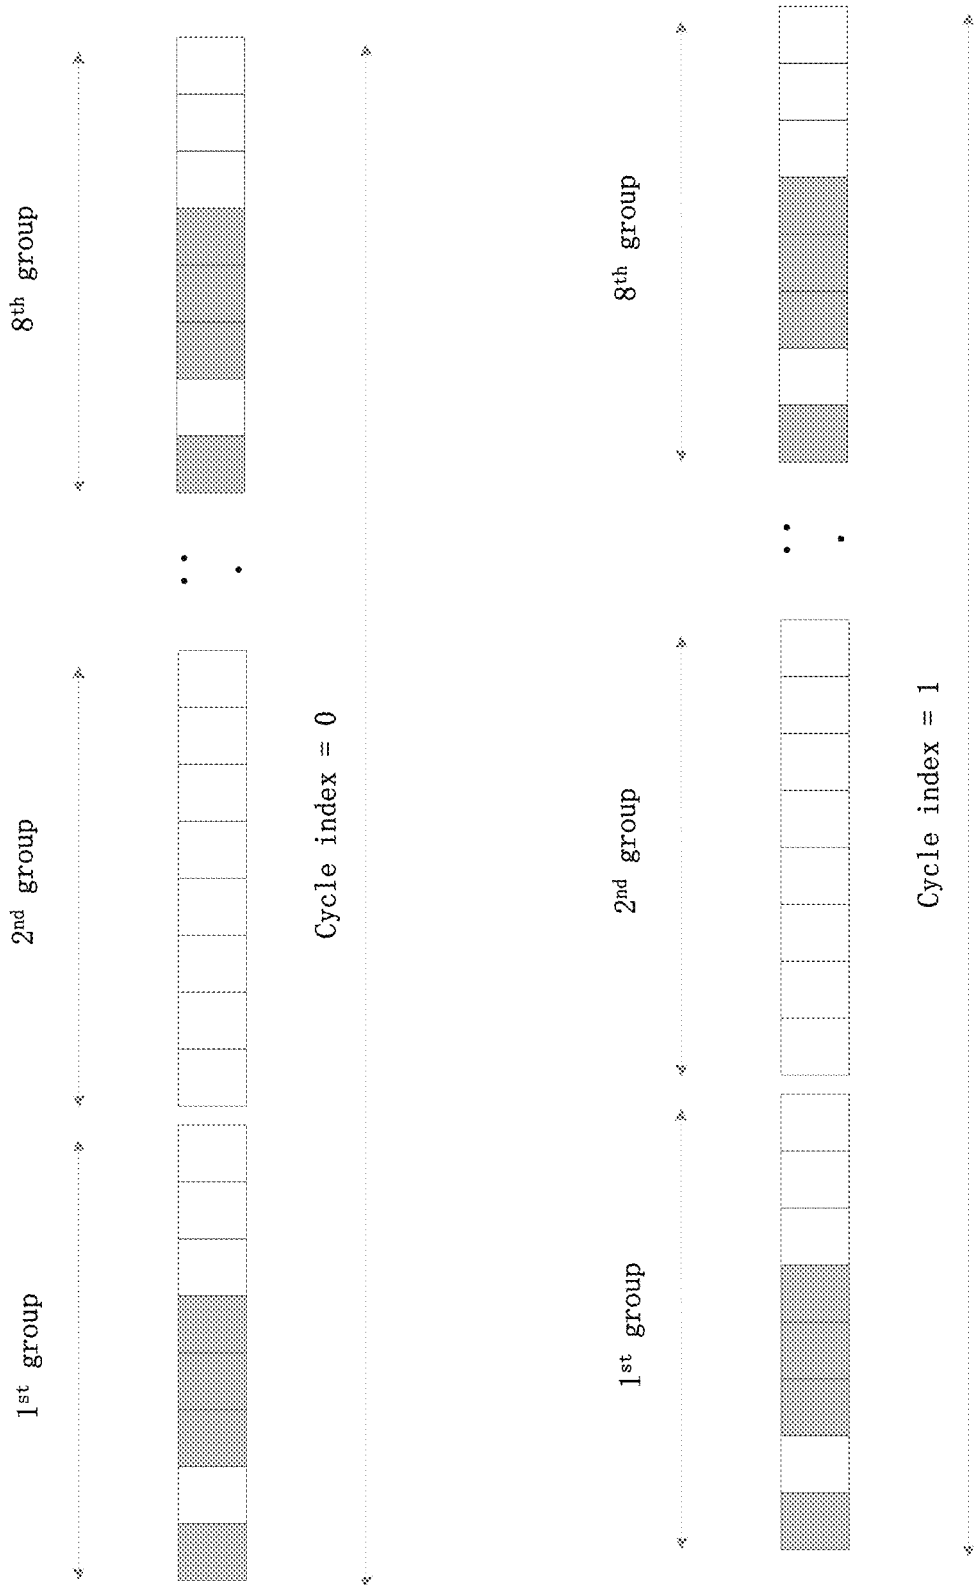 1st group
2nd group
8th group
Cycle index = 0
1st group
2nd group
8th group
Cycle index = 1